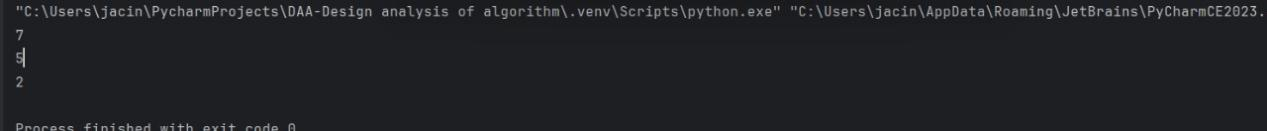 "C:\Users\jacin\PycharmProjects\DAA-Design analysis of algorithm\.venv\Scripts\python.exe" "C:\Users\jacin\AppData\Roaming\JetBrains\PyCharmCE2023.
7
5
2
Process finished with exit code 0